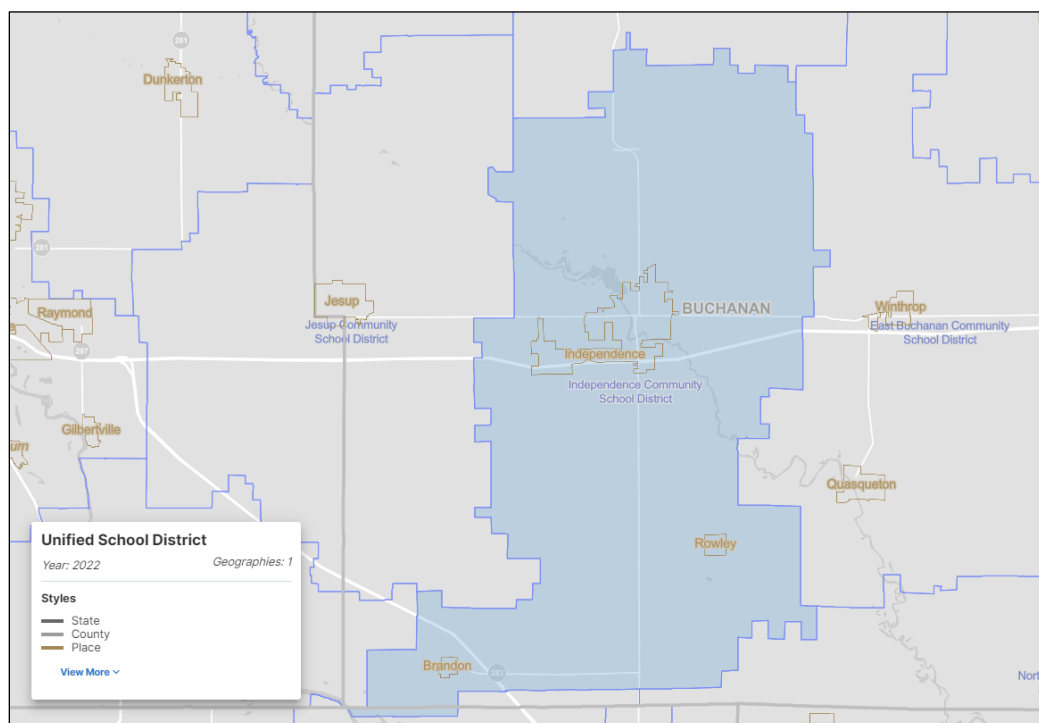 281
Dunkerton
281
Raymond
Jesup
Jesup Community
School District
BUCHANAN
Winthrop
East Buchanan Community
School District
297
Independence
Independence Community
School District
Gilbertville
um
Quasqueton
Rowley
Brandon
283
Nort
Unified School District
Year: 2022
Geographies: 1
Styles
State
County
Place
View More